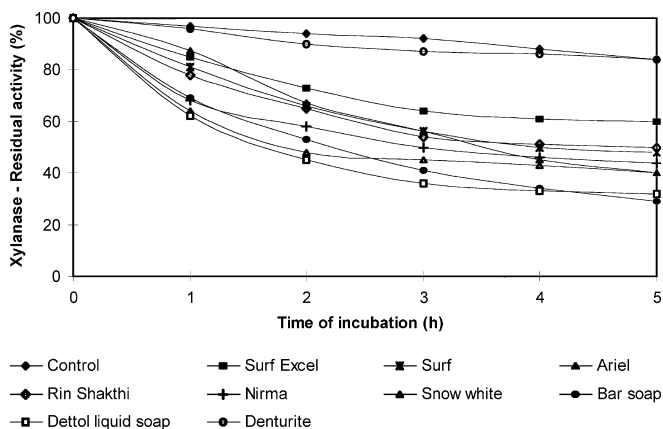 Xylanase - Residual activity (%)
100
80
60
40
20
0
0 1 2 3 4 5
Time of incubation (h)
Control Surf Excel Surf Ariel
Rin Shakthi Nirma Snow white Bar soap
Dettol liquid soap Denturite